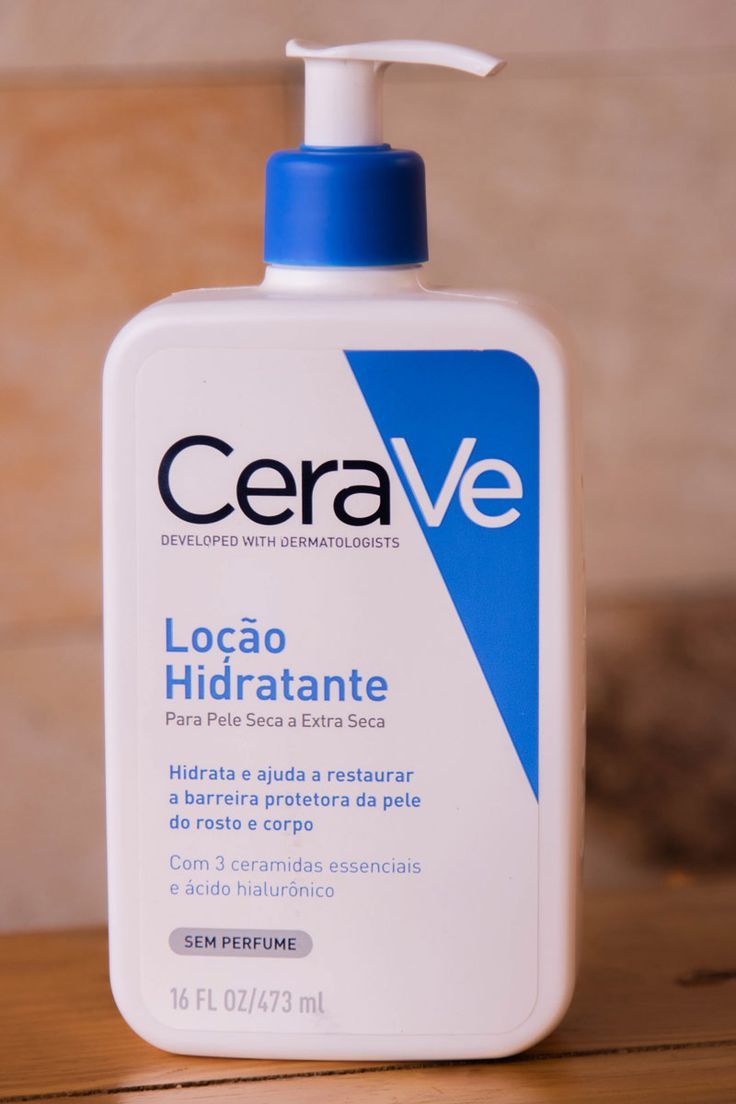 CeraVe
DEVELOPED WITH DERMATOLOGISTS
Loção
Hidratante
Para Pele Seca a Extra Seca
Hidrata e ajuda a restaurar
a barreira protetora da pele
do rosto e corpo
Com 3 ceramidas essenciais
e ácido hialurônico
SEM PERFUME
16 FL OZ/473 ml